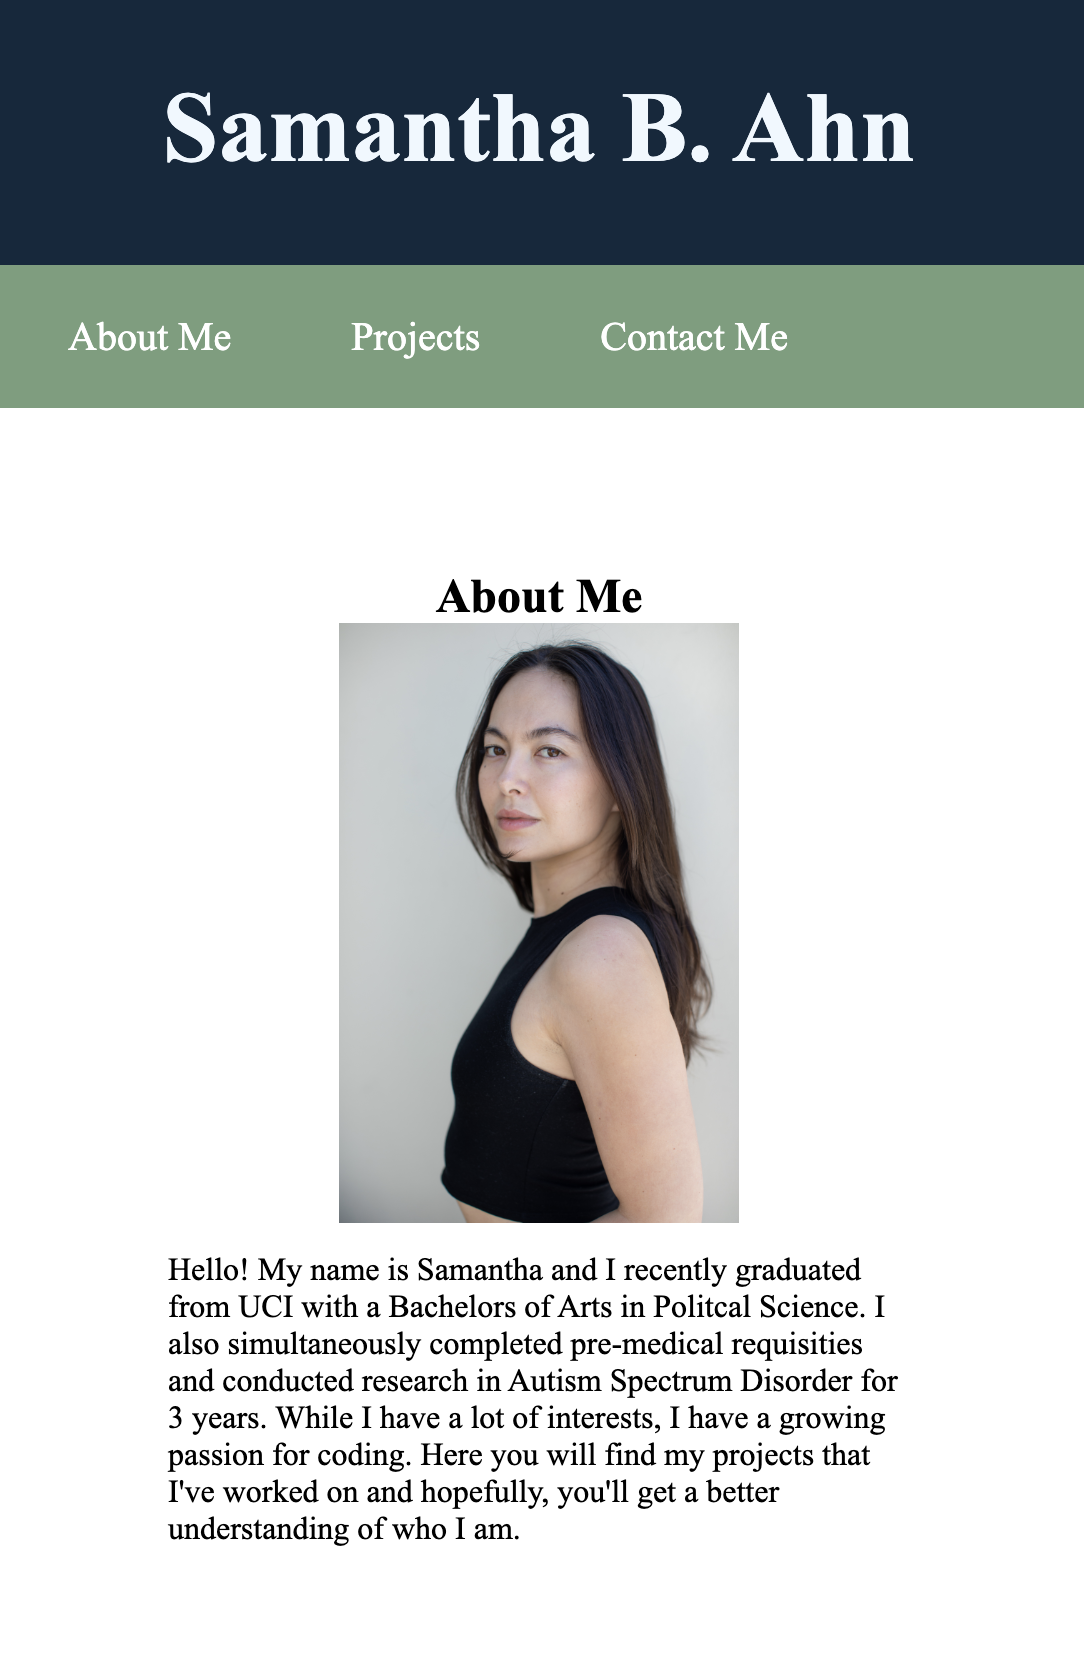 Samantha B. Ahn
About Me
Projects
Contact Me
About Me
Hello! My name is Samantha and I recently graduated
from UCI with a Bachelors of Arts in Politcal Science. I
also simultaneously completed pre-medical requisities
and conducted research in Autism Spectrum Disorder for
3 years. While I have a lot of interests, I have a growing
passion for coding. Here you will find my projects that
I've worked on and hopefully, you'll get a better
understanding of who I am.